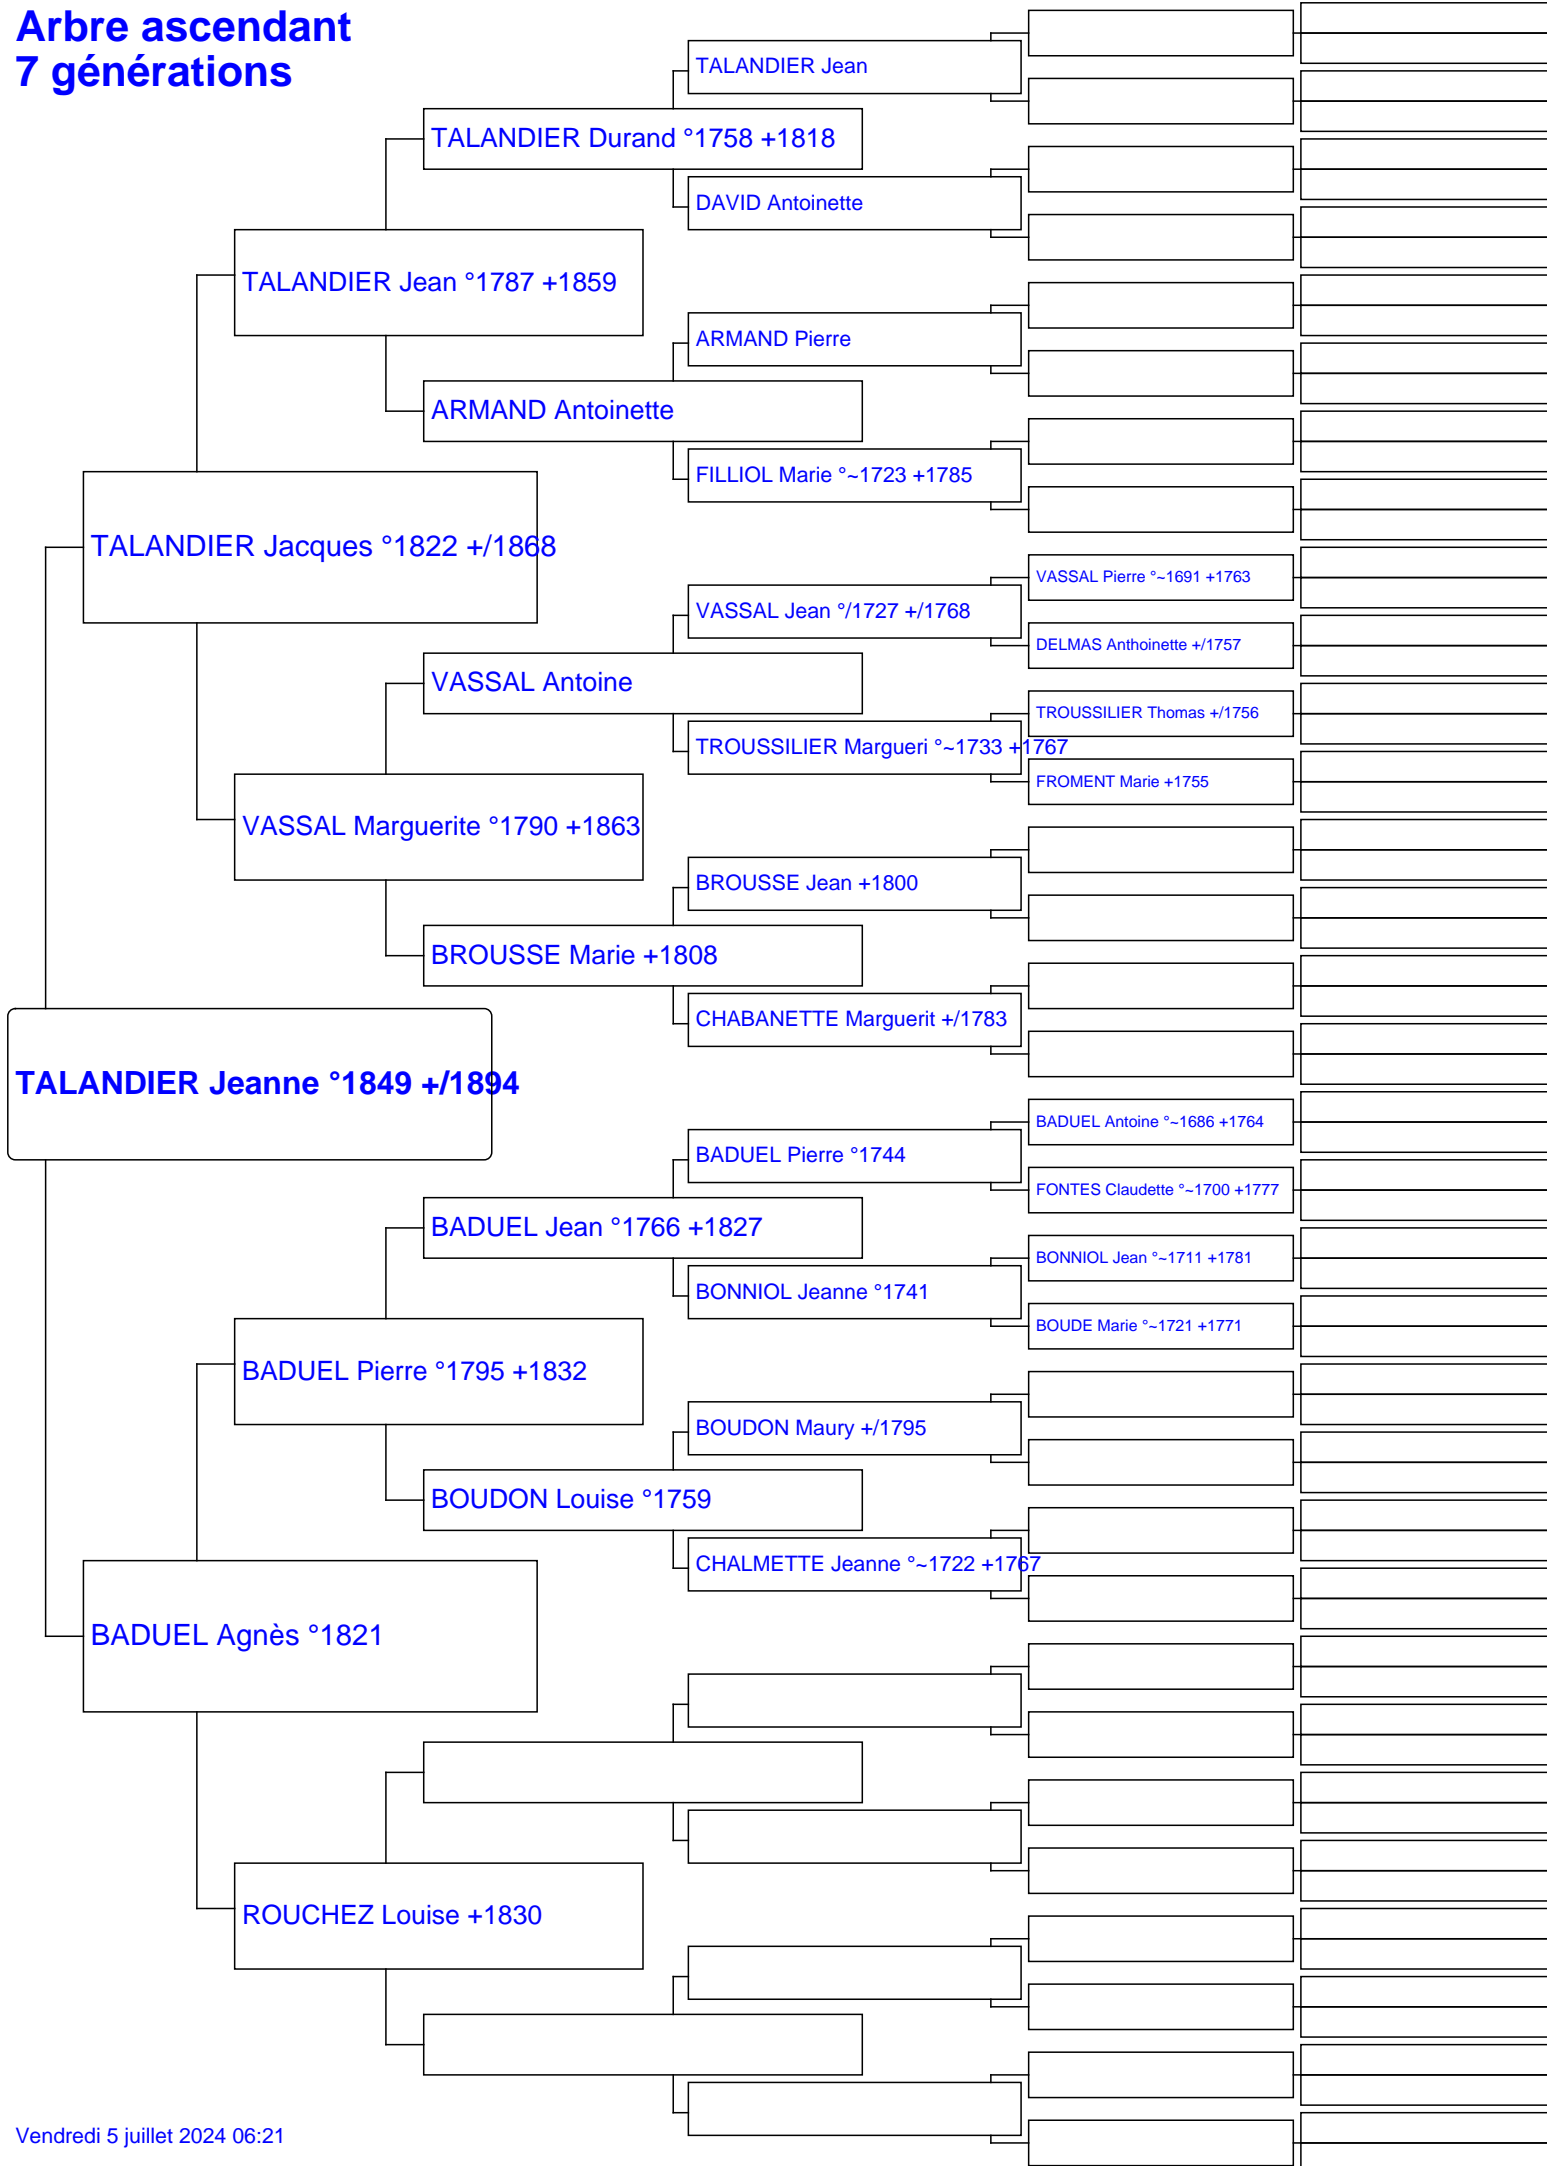 Arbre ascendant
7 générations
TALANDIER Jean
TALANDIER Durand °1758 +1818
DAVID Antoinette
TALANDIER Jean °1787 +1859
ARMAND Pierre
ARMAND Antoinette
FILLIOL Marie °~1723 +1785
TALANDIER Jacques °1822 +/1868
VASSAL Pierre °~1691 +1763
VASSAL Jean °/1727 +/1768
DELMAS Anthoinette +/1757
VASSAL Antoine
TROUSSILIER Thomas +/1756
TROUSSILIER Margueri °~1733 +1767
FROMENT Marie +1755
VASSAL Marguerite °1790 +1863
BROUSSE Jean +1800
BROUSSE Marie +1808
CHABANETTE Marguerit +/1783
TALANDIER Jeanne °1849 +/1894
BADUEL Antoine °~1686 +1764
BADUEL Pierre °1744
FONTES Claudette °~1700 +1777
BADUEL Jean °1766 +1827
BONNIOL Jean °~1711 +1781
BONNIOL Jeanne °1741
BOUDE Marie °~1721 +1771
BADUEL Pierre °1795 +1832
BOUDON Maury +/1795
BOUDON Louise °1759
CHALMETTE Jeanne °~1722 +1767
BADUEL Agnès °1821
ROUCHEZ Louise +1830
Vendredi 5 juillet 2024 06:21